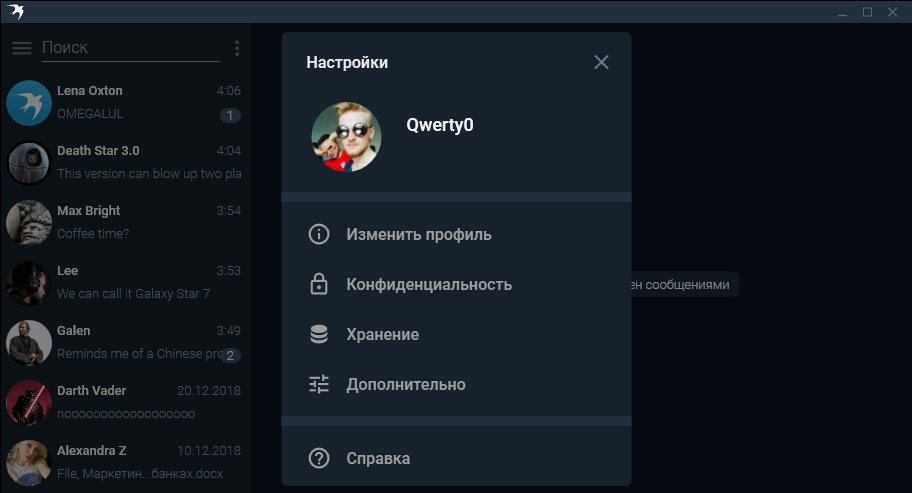 Поиск
Lena Oxton 4:06
OMEGALUL 1
Death Star 3.0 4:04
This version can blow up two pla
Max Bright 3:54
Coffee time?
Lee 3:53
We can call it Galaxy Star 7
Galen 3:49
Reminds me of a Chinese pro 2
Darth Vader 20.12.2018
noooooooooooooooooo
Alexandra Z 10.12.2018
File, Маркетин...банках.docx
Настройки
Qwerty0
Изменить профиль
Конфиденциальность
Хранение
Дополнительно
Справка
ен сообщениями